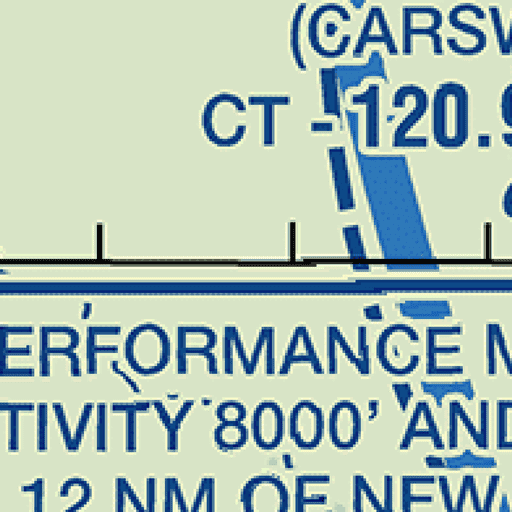 (CARSW
CT - 120.9
ERFORMANCE M
TIVITY 8000' AND
12 NM OF NEW